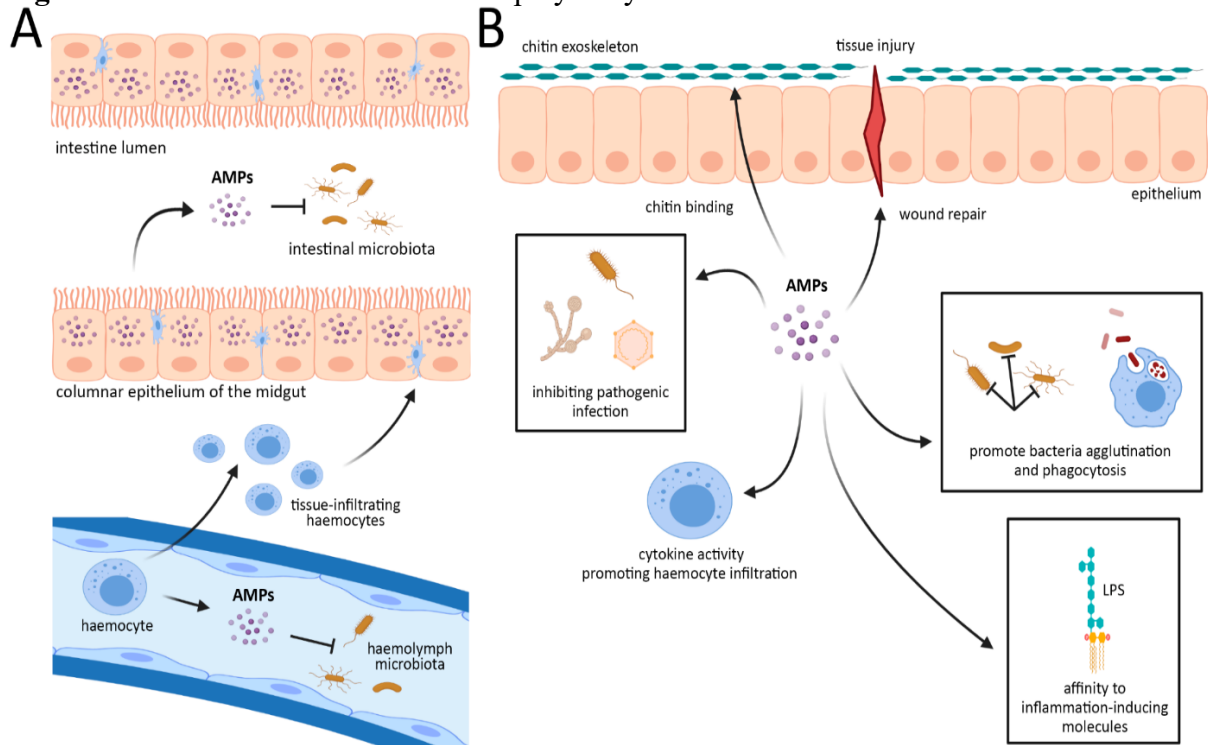 A
intestine lumen
AMPs
intestinal microbiota
columnar epithelium of the midgut
tissue-infiltrating
haemocytes
haemocyte
AMPs
haemolymph
microbiota
B
chitin exoskeleton
tissue injury
epithelium
chitin binding
wound repair
AMPs
inhibiting pathogenic
infection
promote bacteria agglutination
and phagocytosis
cytokine activity
promoting haemocyte infiltration
LPS
affinity to
inflammation-inducing
molecules